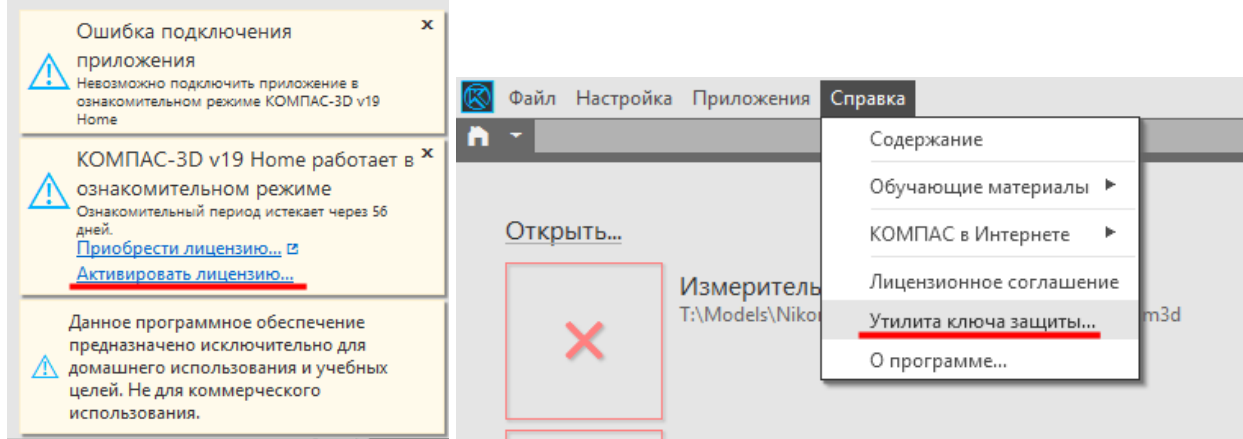 Ошибка подключения
приложения
Невозможно подключить приложение в
ознакомительном режиме КОМПАС-3D v19
Home
КОМПАС-3D v19 Home работает в
ознакомительном режиме
Ознакомительный период истекает через 56
дней.
Приобрести лицензию...
Активировать лицензию...
Данное программное обеспечение
предназначено исключительно для
домашнего использования и учебных
целей. Не для коммерческого
использования.
Файл Настройка Приложения Справка
Содержание
Обучающие материалы
КОМПАС в Интернете
Лицензионное соглашение
Утилита ключа защиты...
О программе...
Открыть...
Измеритель
T:\Models\Niko m3d